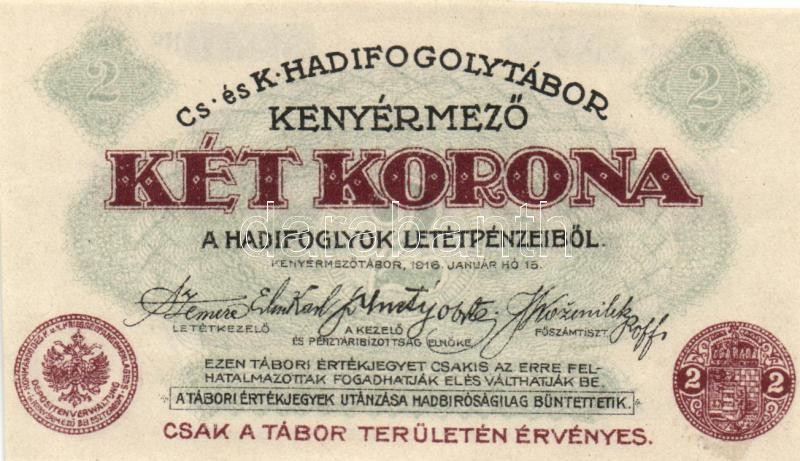 2
2
Cs. és K. HADIFOGOLYTÁBOR
KENYÉRMEZŐ
KÉT KORONA
darabanth
A HADIFOGLYOK LETÉTPÉNZEIBŐL.
KENYÉRMEZŐTÁBOR, 1916. JANUÁR HÓ 15.
LETÉTKEZELŐ
A KEZELŐ
ÉS PÉNZTÁRIBIZOTTSÁG ELNÖKE.
FŐSZÁMTISZT.
EZEN TÁBORI ÉRTÉKJEGYET CSAKIS AZ ERRE FEL-
HATALMAZOTTAK FOGADHATJÁK EL ÉS VÁLTHATJÁK BE.
A TÁBORI ÉRTÉKJEGYEK UTÁNZÁSA HADBIRÓSÁGILAG BÜNTETTETIK.
CSAK A TÁBOR TERÜLETÉN ÉRVÉNYES.
DEPOSITENVERWALTUNG
2 2